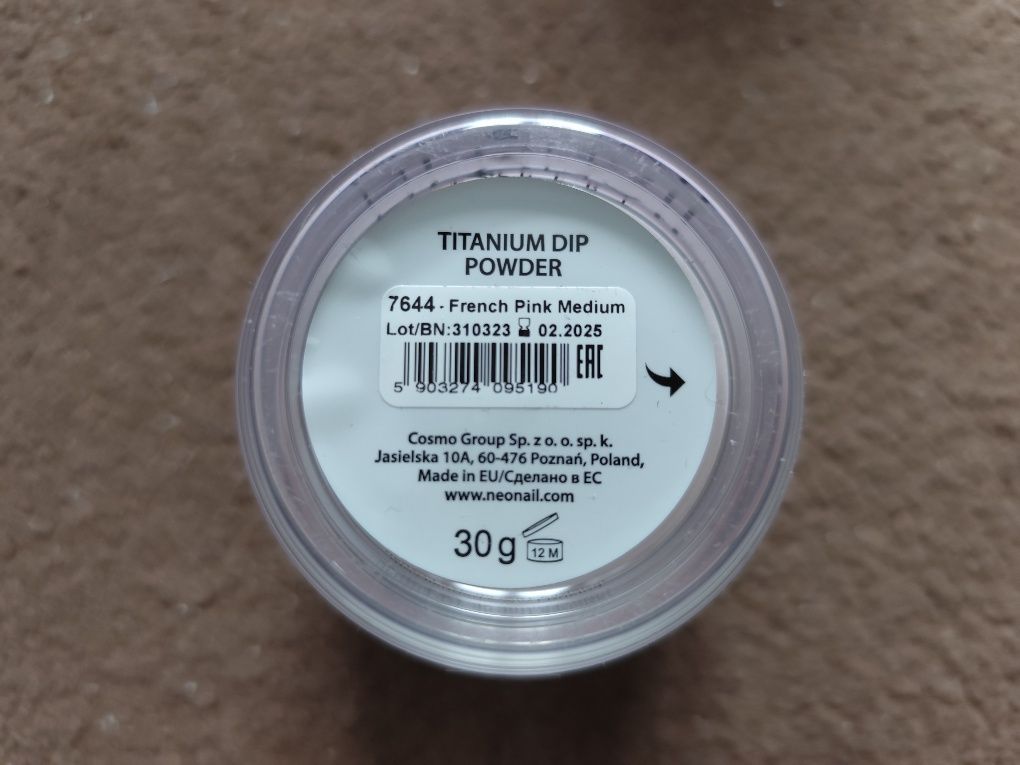 TITANIUM DIP
POWDER
7644 - French Pink Medium
Lot/BN:310323 02.2025
EAC
5 903274 095190
Cosmo Group Sp. z o. o. sp. k.
Jasielska 10A, 60-476 Poznań, Poland,
Made in EU/Сделано в ЕС
www.neonail.com
30 g 12 M